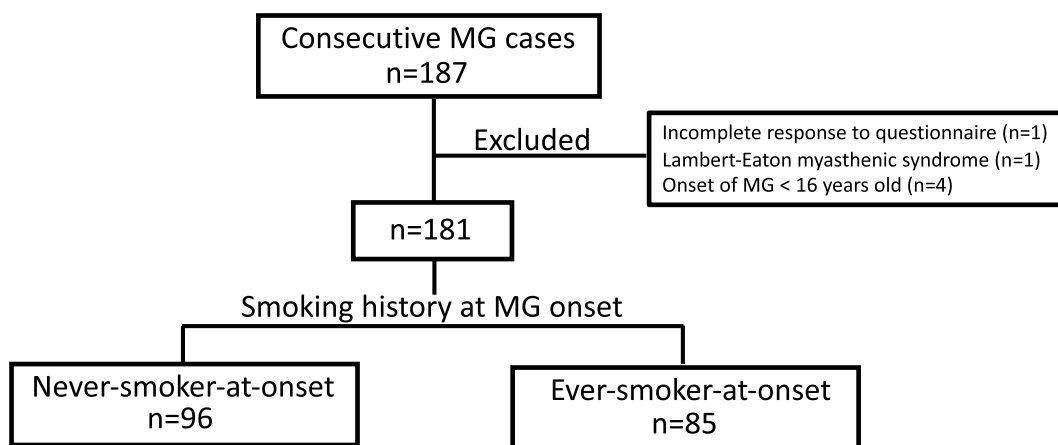 Consecutive MG cases
n=187
Excluded
Incomplete response to questionnaire (n=1)
Lambert-Eaton myasthenic syndrome (n=1)
Onset of MG < 16 years old (n=4)
n=181
Smoking history at MG onset
Never-smoker-at-onset
n=96
Ever-smoker-at-onset
n=85